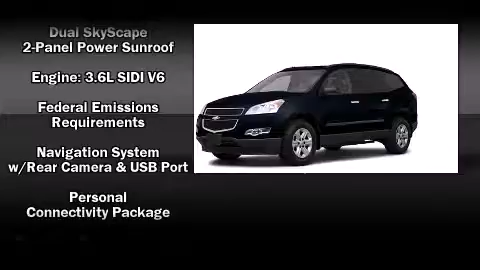 Dual SkyScape
2-Panel Power Sunroof
Engine: 3.6L SIDI V6
Federal Emissions
Requirements
Navigation System
w/Rear Camera & USB Port
Personal
Connectivity Package